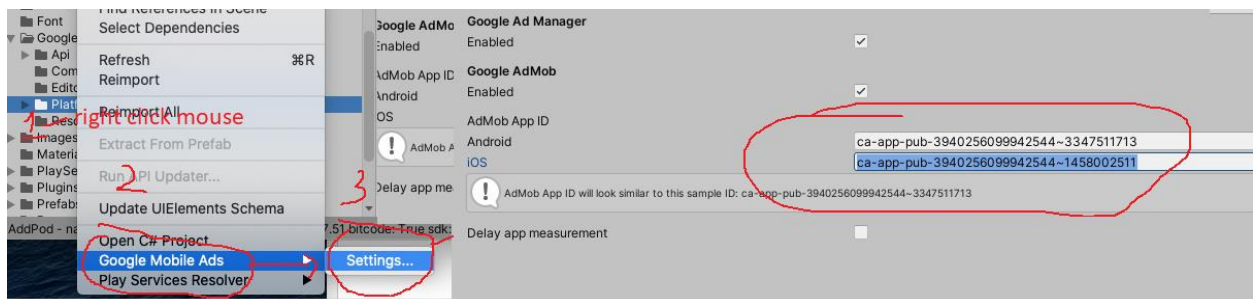 Find References In Scene
Font
Select Dependencies
Google
Api
Refresh ⌘R
Com
Reimport
Edito
Platf
Reimport All
right click mouse
Reso
Images
Extract From Prefab
Materia
2
Run API Updater...
PlaySe
Plugins
Update UIElements Schema
Prefabs
AddPod - na
Open C# Project
Google Mobile Ads
Play Services Resolver
3
7.51 bitcode: True sdk:
Settings...
Google AdMo
Enabled
AdMob App ID
Android
OS
AdMob A
Delay app me
Google Ad Manager
Enabled
Google AdMob
Enabled
AdMob App ID
Android ca-app-pub-3940256099942544~3347511713
iOS ca-app-pub-3940256099942544~1458002511
AdMob App ID will look similar to this sample ID: ca-app-pub-3940256099942544~3347511713
Delay app measurement